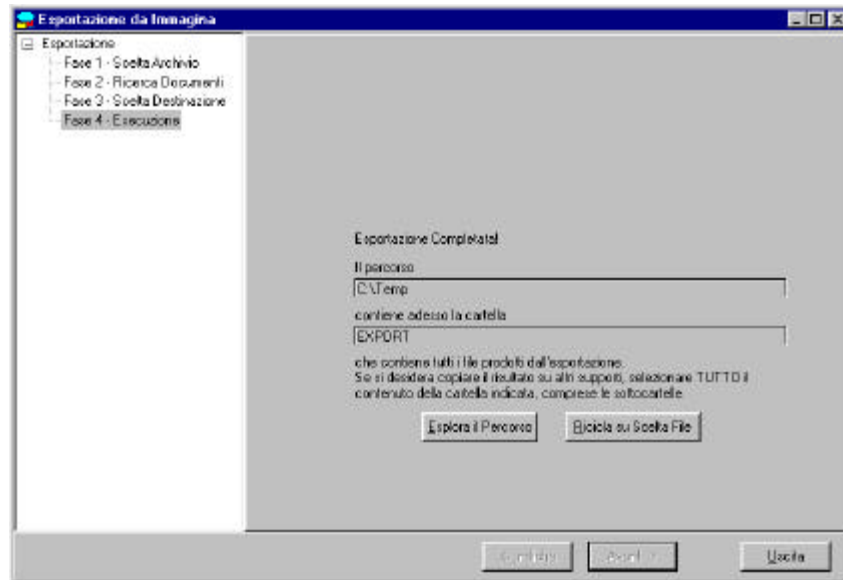 Esportazione da Immagina
Esportazione
Fase 1 - Scelta Archivio
Fase 2 - Ricerca Documenti
Fase 3 - Scelta Destinazione
Fase 4 - Esecuzione
Esportazione Completata!
Il percorso
C:\Temp
contiene adesso la cartella
EXPORT
che contiene tutti i file prodotti dall'esportazione.
Se si desidera copiare il risultato su altri supporti, selezionare TUTTO il
contenuto della cartella indicata, comprese le sottocartelle.
Esplora il Percorso
Ricicla su Scelta File
Uscita